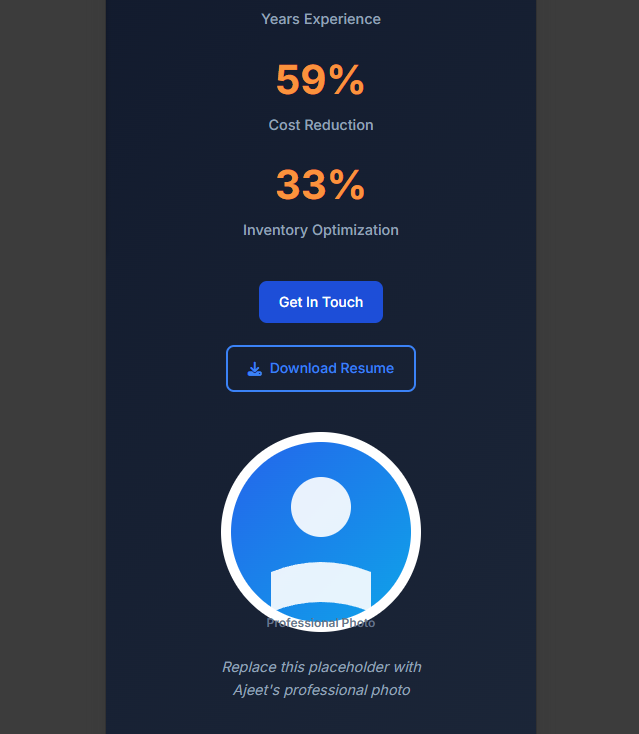 Years Experience
59%
Cost Reduction
33%
Inventory Optimization
Get In Touch
Download Resume
Professional Photo
Replace this placeholder with
Ajeet's professional photo